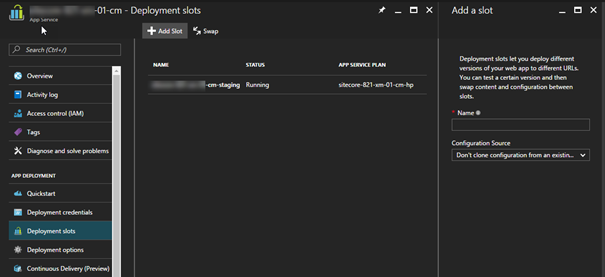 -01-cm - Deployment slots
App Service
Search (Ctrl+/)
Overview
Activity log
Access control (IAM)
Tags
Diagnose and solve problems
APP DEPLOYMENT
Quickstart
Deployment credentials
Deployment slots
Deployment options
Continuous Delivery (Preview)
Add Slot
Swap
NAME STATUS APP SERVICE PLAN
-cm-staging Running sitecore-821-xm-01-cm-hp
Add a slot
Deployment slots let you deploy different
versions of your web app to different URLs.
You can test a certain version and then
swap content and configuration between
slots.
* Name
Configuration Source
Don't clone configuration from an existin...